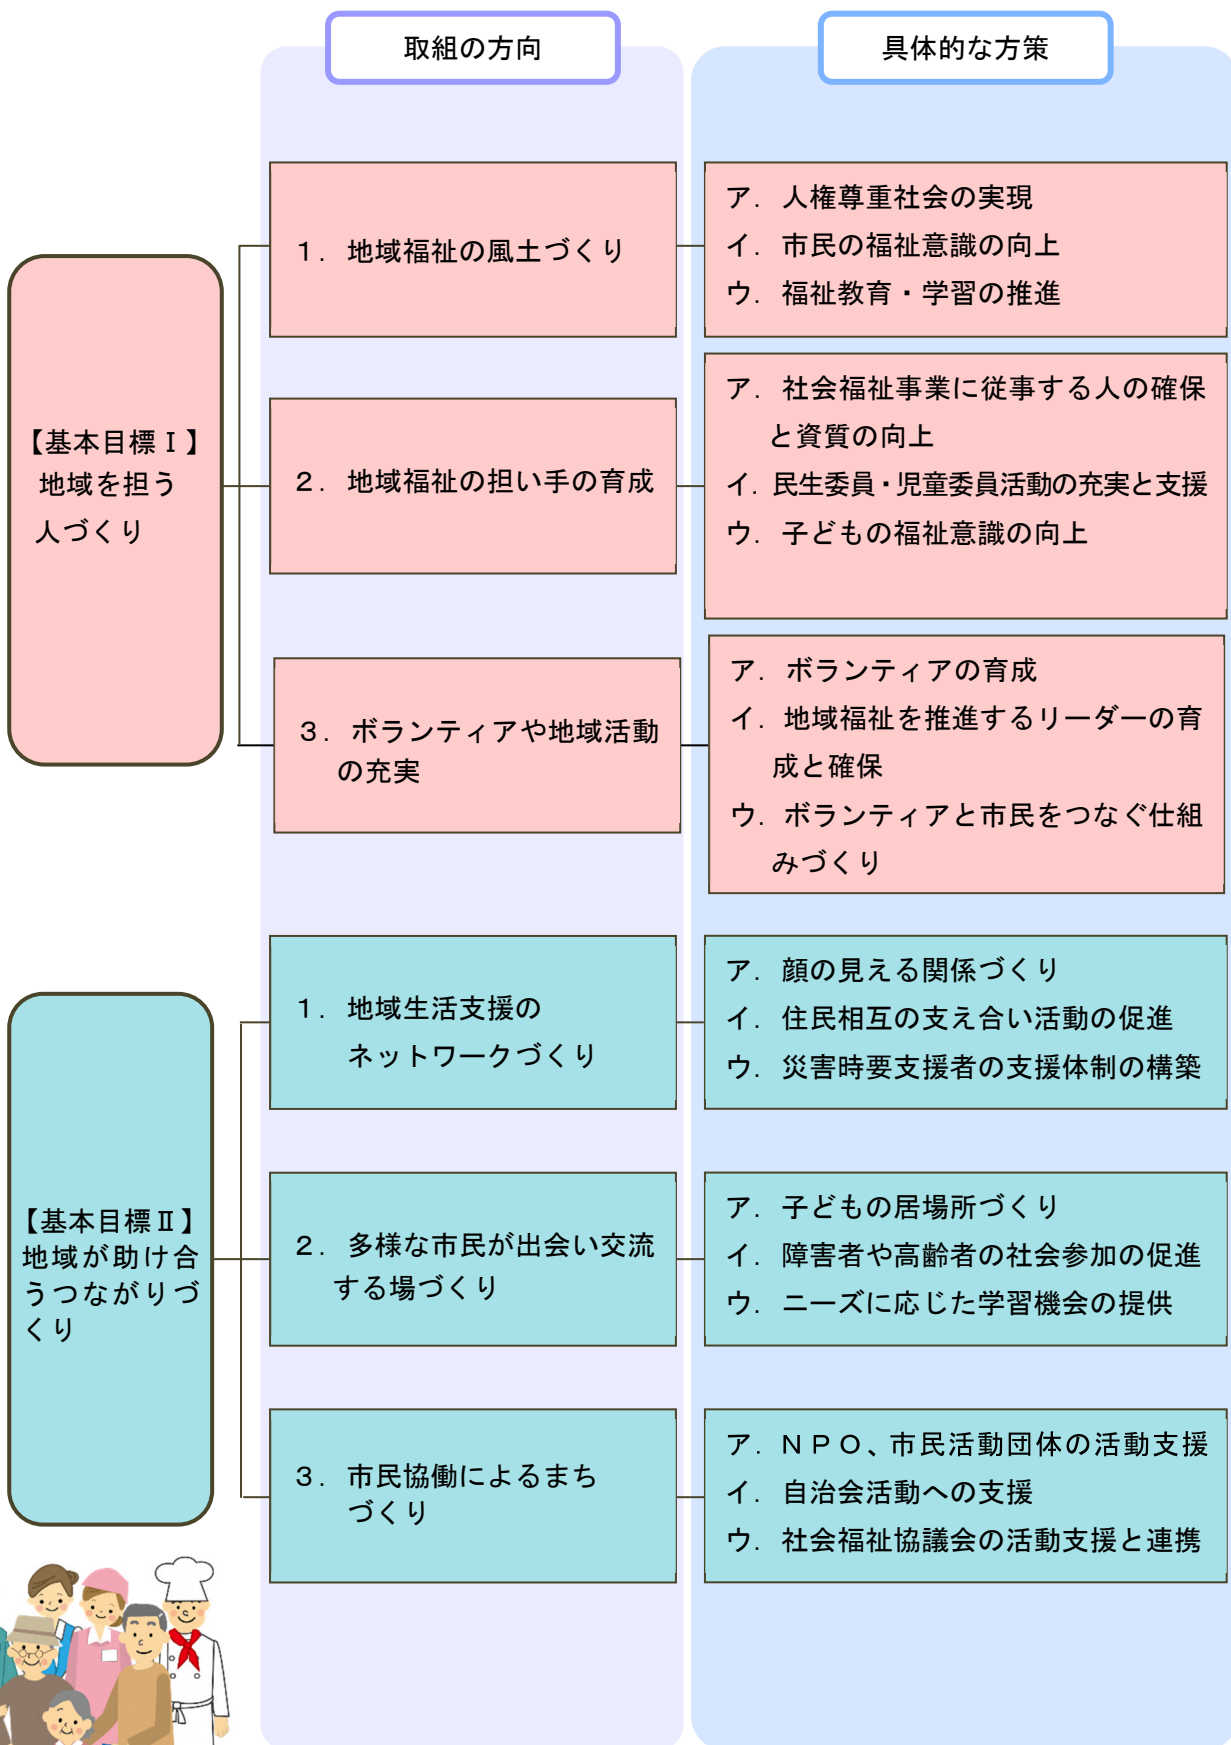 取組の方向
具体的な方策
【基本目標Ⅰ】
地域を担う
人づくり
１．地域福祉の風土づくり
ア．人権尊重社会の実現
イ．市民の福祉意識の向上
ウ．福祉教育・学習の推進
２．地域福祉の担い手の育成
ア．社会福祉事業に従事する人の確保
と資質の向上
イ．民生委員・児童委員活動の充実と支援
ウ．子どもの福祉意識の向上
３．ボランティアや地域活動
の充実
ア．ボランティアの育成
イ．地域福祉を推進するリーダーの育
成と確保
ウ．ボランティアと市民をつなぐ仕組
みづくり
【基本目標Ⅱ】
地域が助け合
うつながりづ
くり
１．地域生活支援の
ネットワークづくり
ア．顔の見える関係づくり
イ．住民相互の支え合い活動の促進
ウ．災害時要支援者の支援体制の構築
２．多様な市民が出会い交流
する場づくり
ア．子どもの居場所づくり
イ．障害者や高齢者の社会参加の促進
ウ．ニーズに応じた学習機会の提供
３．市民協働によるまち
づくり
ア．ＮＰＯ、市民活動団体の活動支援
イ．自治会活動への支援
ウ．社会福祉協議会の活動支援と連携